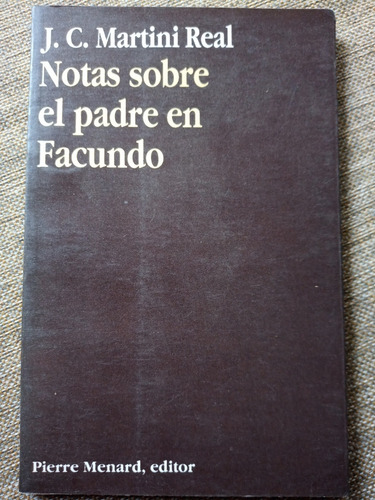 J. C. Martini Real
Notas sobre
el padre en
Facundo
Pierre Menard, editor